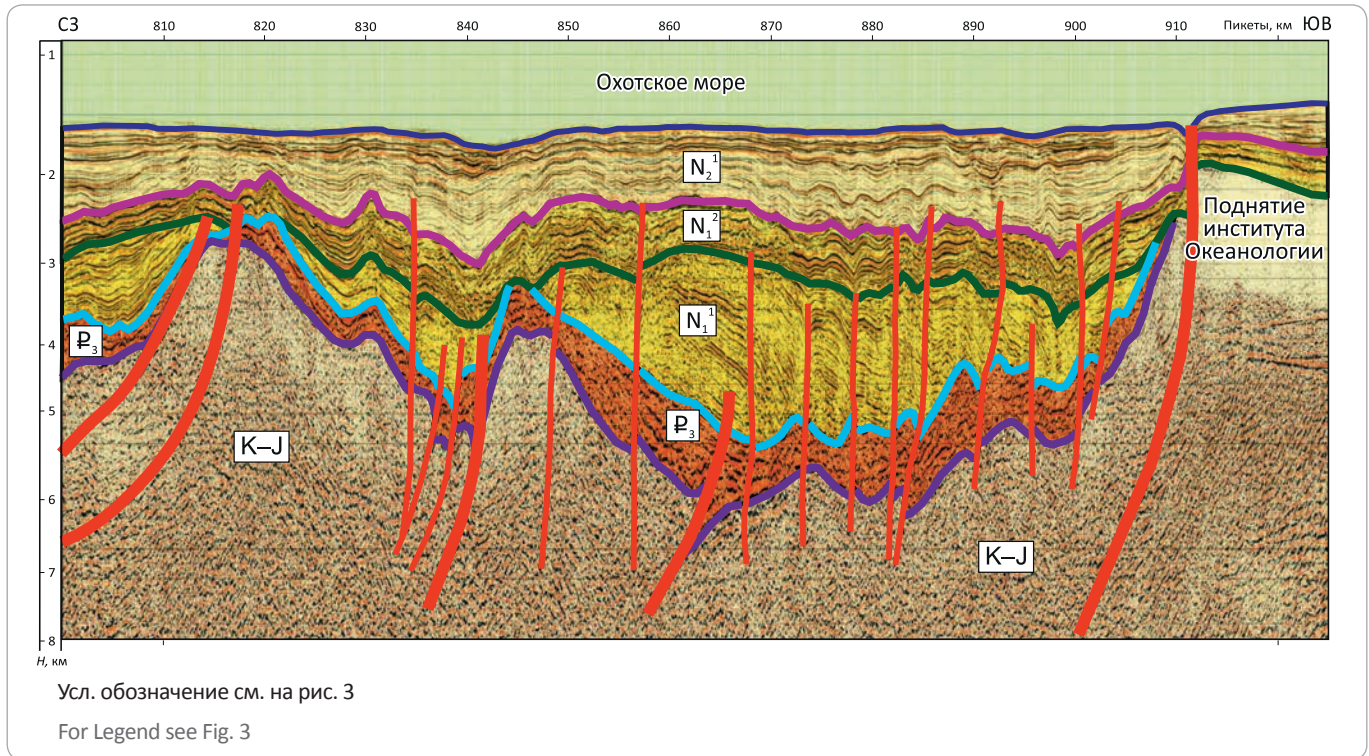 СЗ 810 820 830 840 850 860 870 880 890 900 910 Пикеты, км ЮВ
1
Охотское море
N₂¹
2
N₁²
Поднятие
института
Океанологии
3
N₁¹
₽₃
4
₽₃
5
K–J
6
K–J
7
8
H, км
Усл. обозначение см. на рис. 3
For Legend see Fig. 3